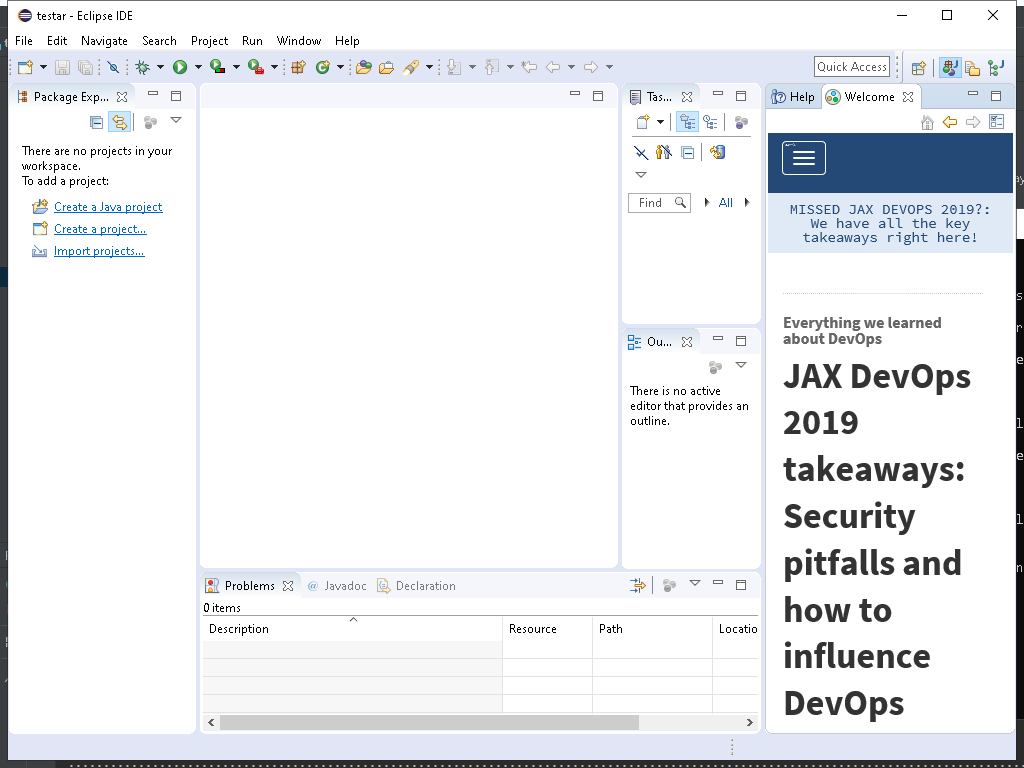 testar - Eclipse IDE
File Edit Navigate Search Project Run Window Help
Quick Access
Package Exp...
There are no projects in your
workspace.
To add a project:
Create a Java project
Create a project...
Import projects...
Tas...
Find
All
Ou...
There is no active
editor that provides an
outline.
Problems
@ Javadoc
Declaration
0 items
Description Resource Path Locatio
Help
Welcome
MISSED JAX DEVOPS 2019?:
We have all the key
takeaways right here!
Everything we learned
about DevOps
JAX DevOps
2019
takeaways:
Security
pitfalls and
how to
influence
DevOps